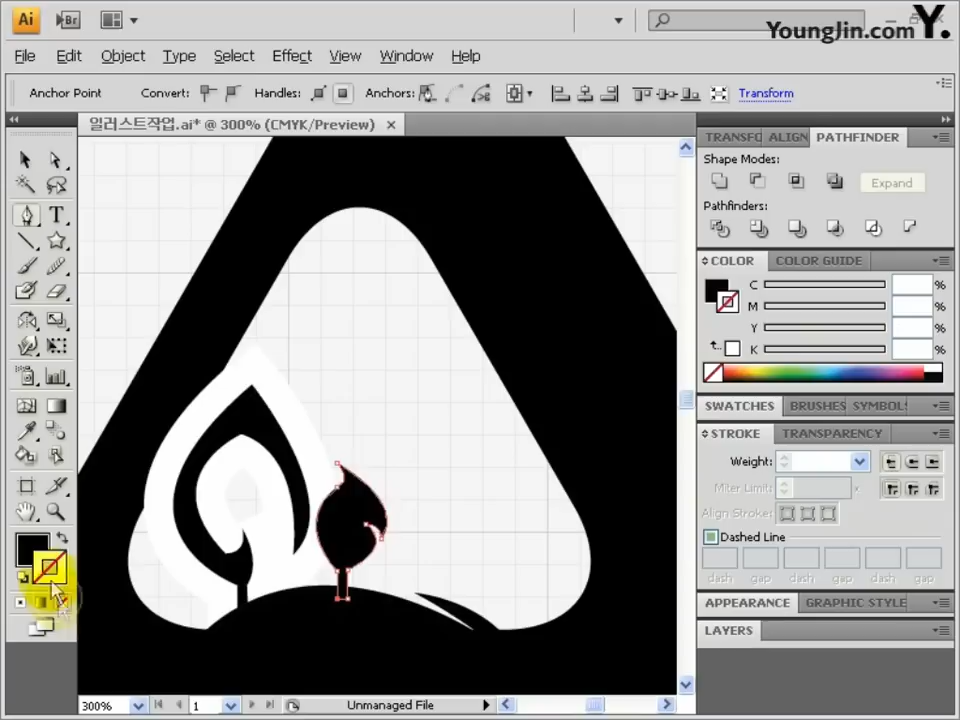 Ai Br YoungJin.com Y.
File Edit Object Type Select Effect View Window Help
Anchor Point Convert: Handles: Anchors: Transform
일러스트작업.ai* @ 300% (CMYK/Preview)
TRANSFO ALIGN PATHFINDER
Shape Modes:
Expand
Pathfinders:
COLOR COLOR GUIDE
C %
M %
Y %
K %
SWATCHES BRUSHES SYMBOL
STROKE TRANSPARENCY
Weight:
Miter Limit: x
Align Stroke:
Dashed Line
dash gap dash gap dash gap
APPEARANCE GRAPHIC STYLE
LAYERS
300% 1 Unmanaged File